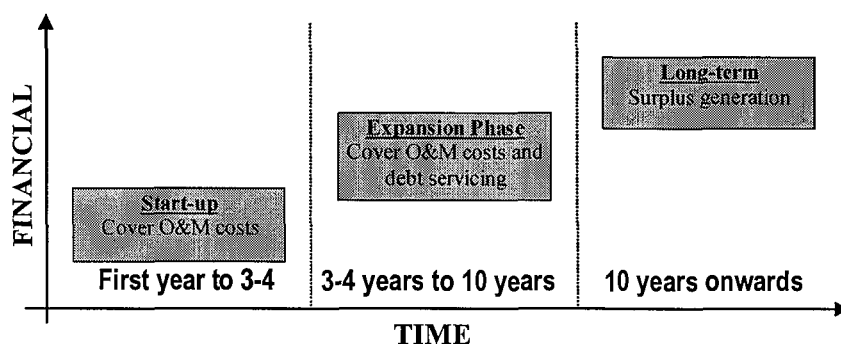 FINANCIAL
Start-up
Cover O&M costs
First year to 3-4
Expansion Phase
Cover O&M costs and
debt servicing
3-4 years to 10 years
Long-term
Surplus generation
10 years onwards
TIME